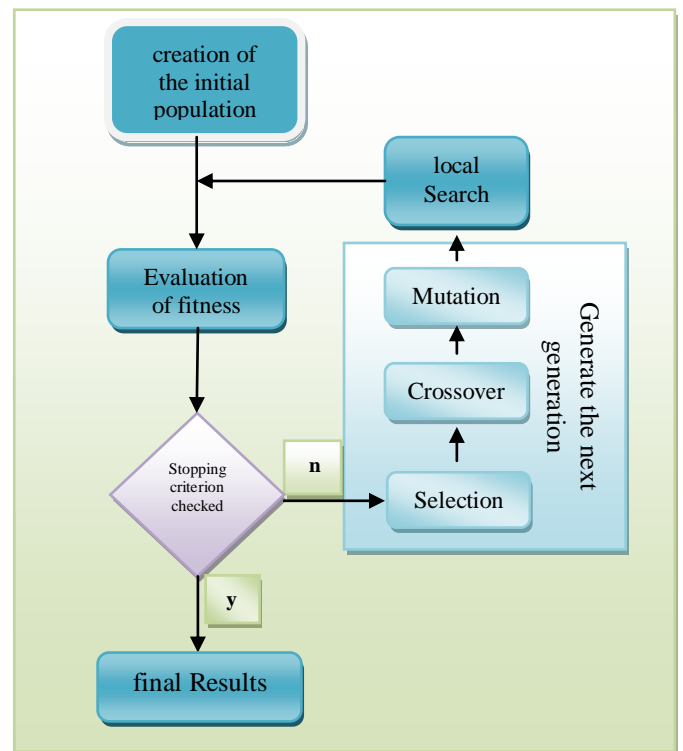 creation of
the initial
population
local
Search
Evaluation
of fitness
Mutation
Crossover
Selection
Generate the next
generation
Stopping
criterion
checked
n
y
final Results